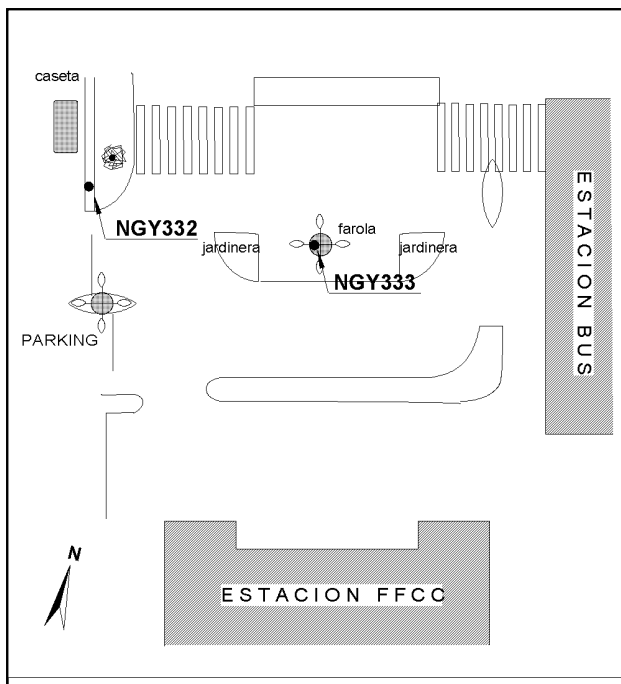 caseta
NGY332
jardinera
farola
jardinera
NGY333
PARKING
ESTACION BUS
N
ESTACION FFCC